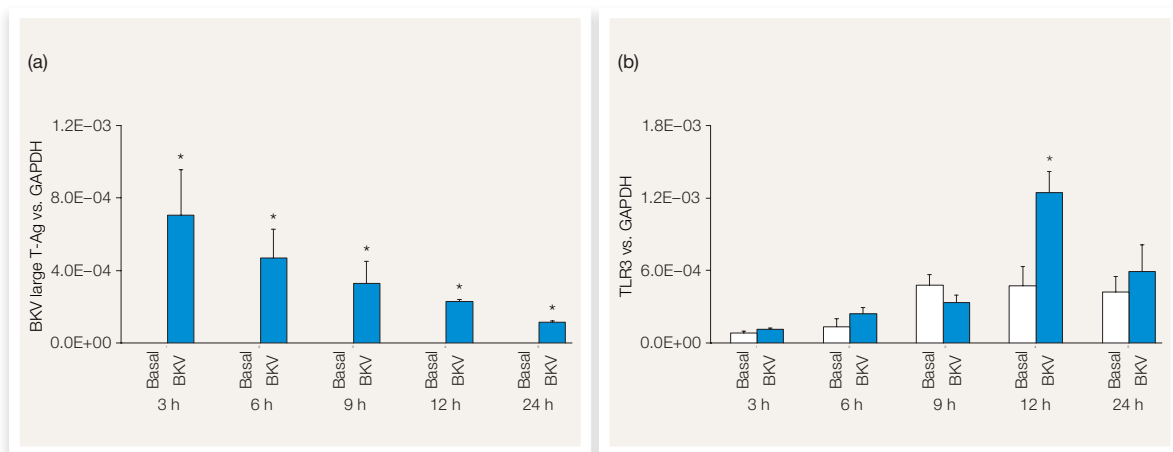 (a)
BKV large T-Ag vs. GAPDH
1.2E–03
8.0E–04
4.0E–04
0.0E+00
* * * * *
Basal BKV Basal BKV Basal BKV Basal BKV Basal BKV
3 h 6 h 9 h 12 h 24 h
(b)
TLR3 vs. GAPDH
1.8E–03
1.2E–03
6.0E–04
0.0E+00
*
Basal BKV Basal BKV Basal BKV Basal BKV Basal BKV
3 h 6 h 9 h 12 h 24 h